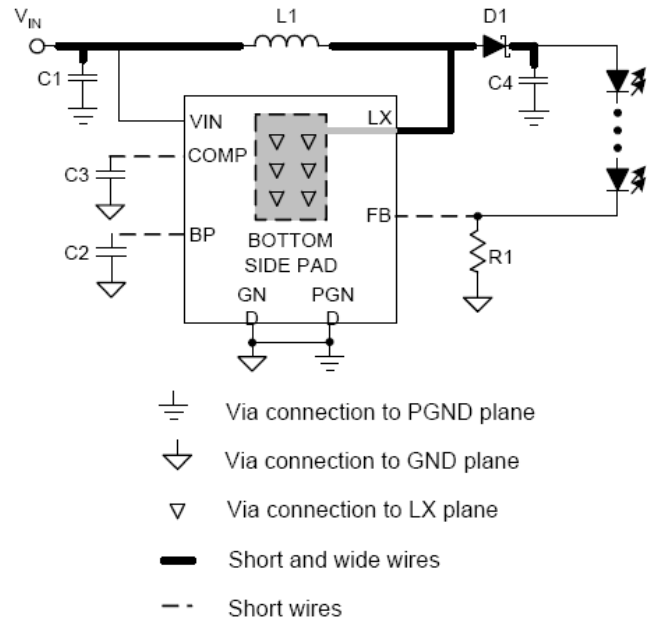 VIN
L1
D1
C1
C4
VIN
LX
COMP
C3
FB
BP
C2
BOTTOM
SIDE PAD
R1
GN
D
PGN
D
Via connection to PGND plane
Via connection to GND plane
Via connection to LX plane
Short and wide wires
Short wires